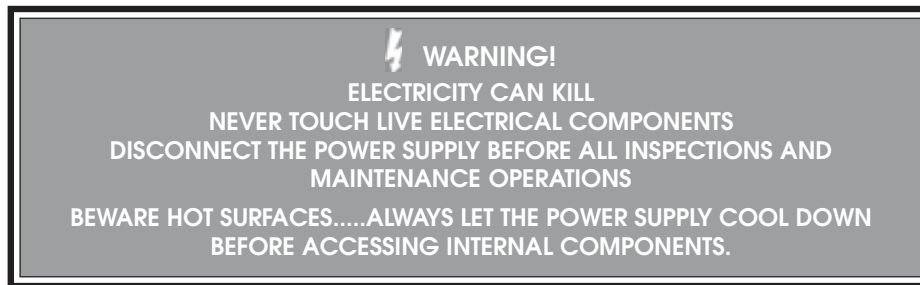 WARNING!
ELECTRICITY CAN KILL
NEVER TOUCH LIVE ELECTRICAL COMPONENTS
DISCONNECT THE POWER SUPPLY BEFORE ALL INSPECTIONS AND
MAINTENANCE OPERATIONS
BEWARE HOT SURFACES.....ALWAYS LET THE POWER SUPPLY COOL DOWN
BEFORE ACCESSING INTERNAL COMPONENTS.